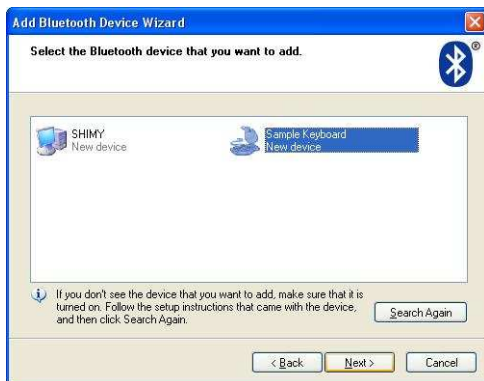 Add Bluetooth Device Wizard
Select the Bluetooth device that you want to add.
®
SHIMY
New device
Sample Keyboard
New device
If you don't see the device that you want to add, make sure that it is
turned on. Follow the setup instructions that came with the device,
and then click Search Again.
Search Again
< Back
Next >
Cancel